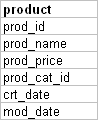 product
prod_id
prod_name
prod_price
prod_cat_id
crt_date
mod_date